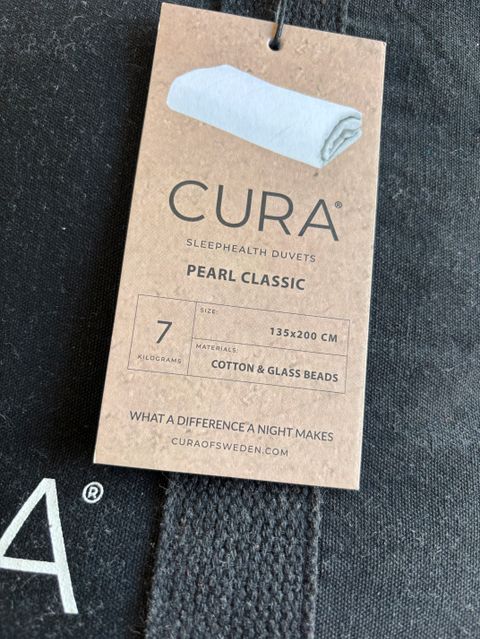 CURA®
SLEEPHEALTH DUVETS
PEARL CLASSIC
7
KILOGRAMS
SIZE:
135x200 CM
MATERIALS:
COTTON & GLASS BEADS
WHAT A DIFFERENCE A NIGHT MAKES
CURAOFSWEDEN.COM
A®